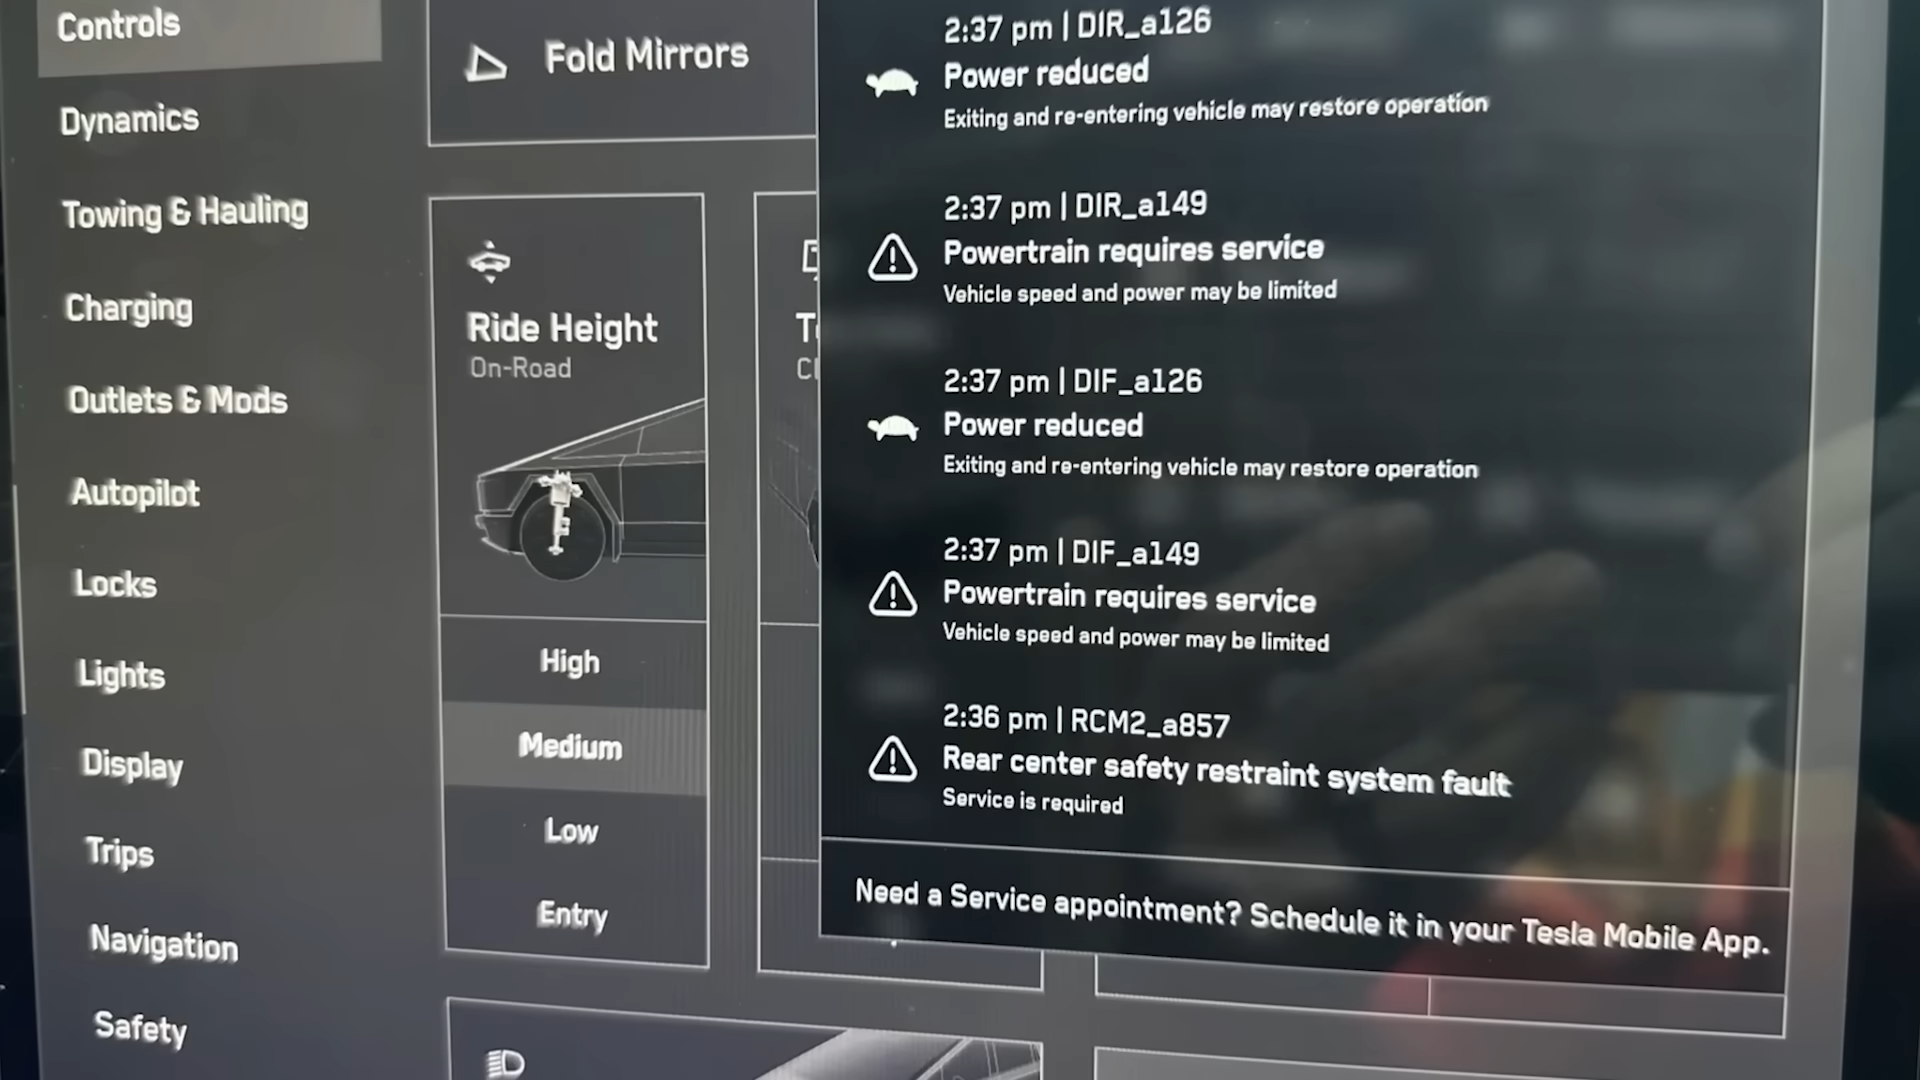 Controls
Dynamics
Towing & Hauling
Charging
Outlets & Mods
Autopilot
Locks
Lights
Display
Trips
Navigation
Safety
Fold Mirrors
Ride Height
On-Road
High
Medium
Low
Entry
2:37 pm | DIR_a126
Power reduced
Exiting and re-entering vehicle may restore operation
2:37 pm | DIR_a149
Powertrain requires service
Vehicle speed and power may be limited
2:37 pm | DIF_a126
Power reduced
Exiting and re-entering vehicle may restore operation
2:37 pm | DIF_a149
Powertrain requires service
Vehicle speed and power may be limited
2:36 pm | RCM2_a857
Rear center safety restraint system fault
Service is required
Need a Service appointment? Schedule it in your Tesla Mobile App.